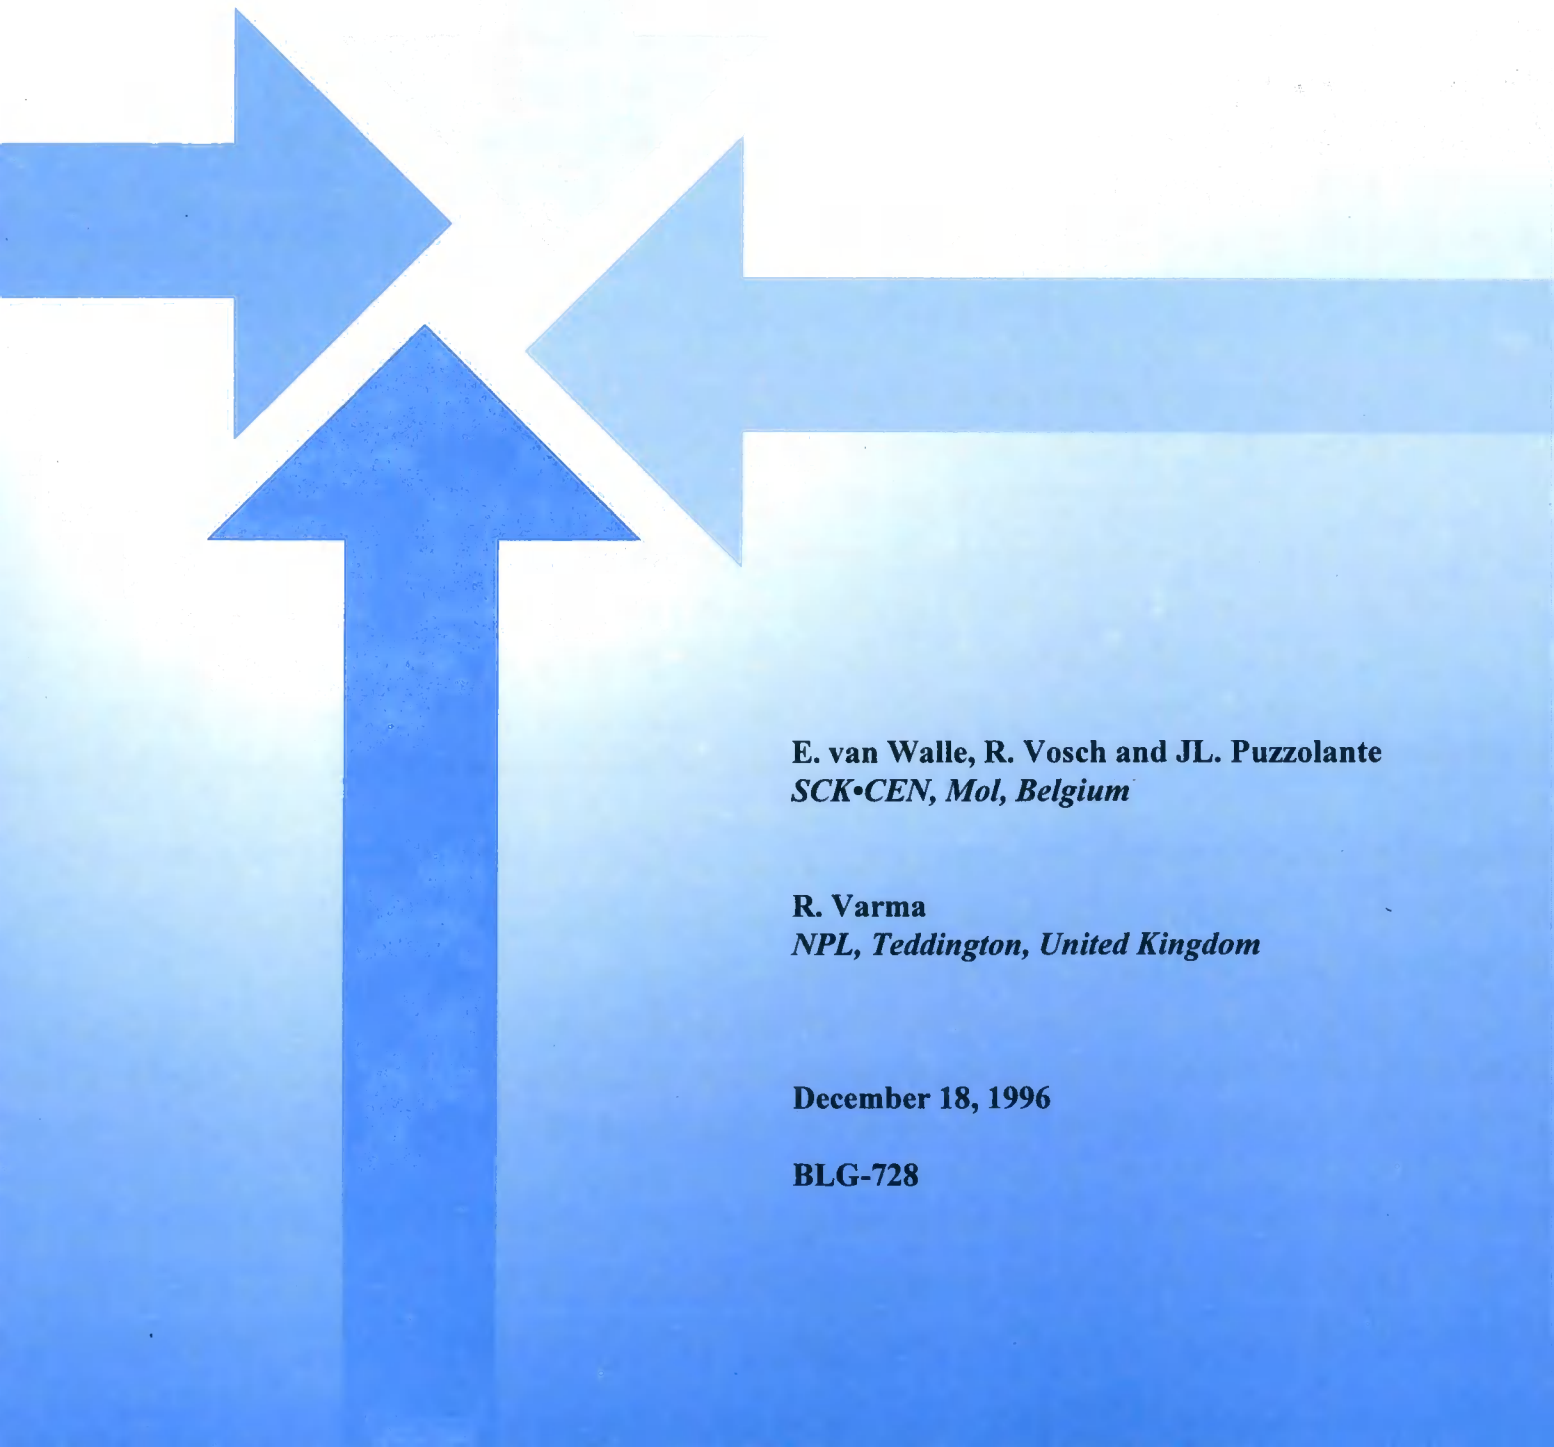 E. van Walle, R. Vosch and JL. Puzzolante
SCK•CEN, Mol, Belgium
R. Varma
NPL, Teddington, United Kingdom
December 18, 1996
BLG-728